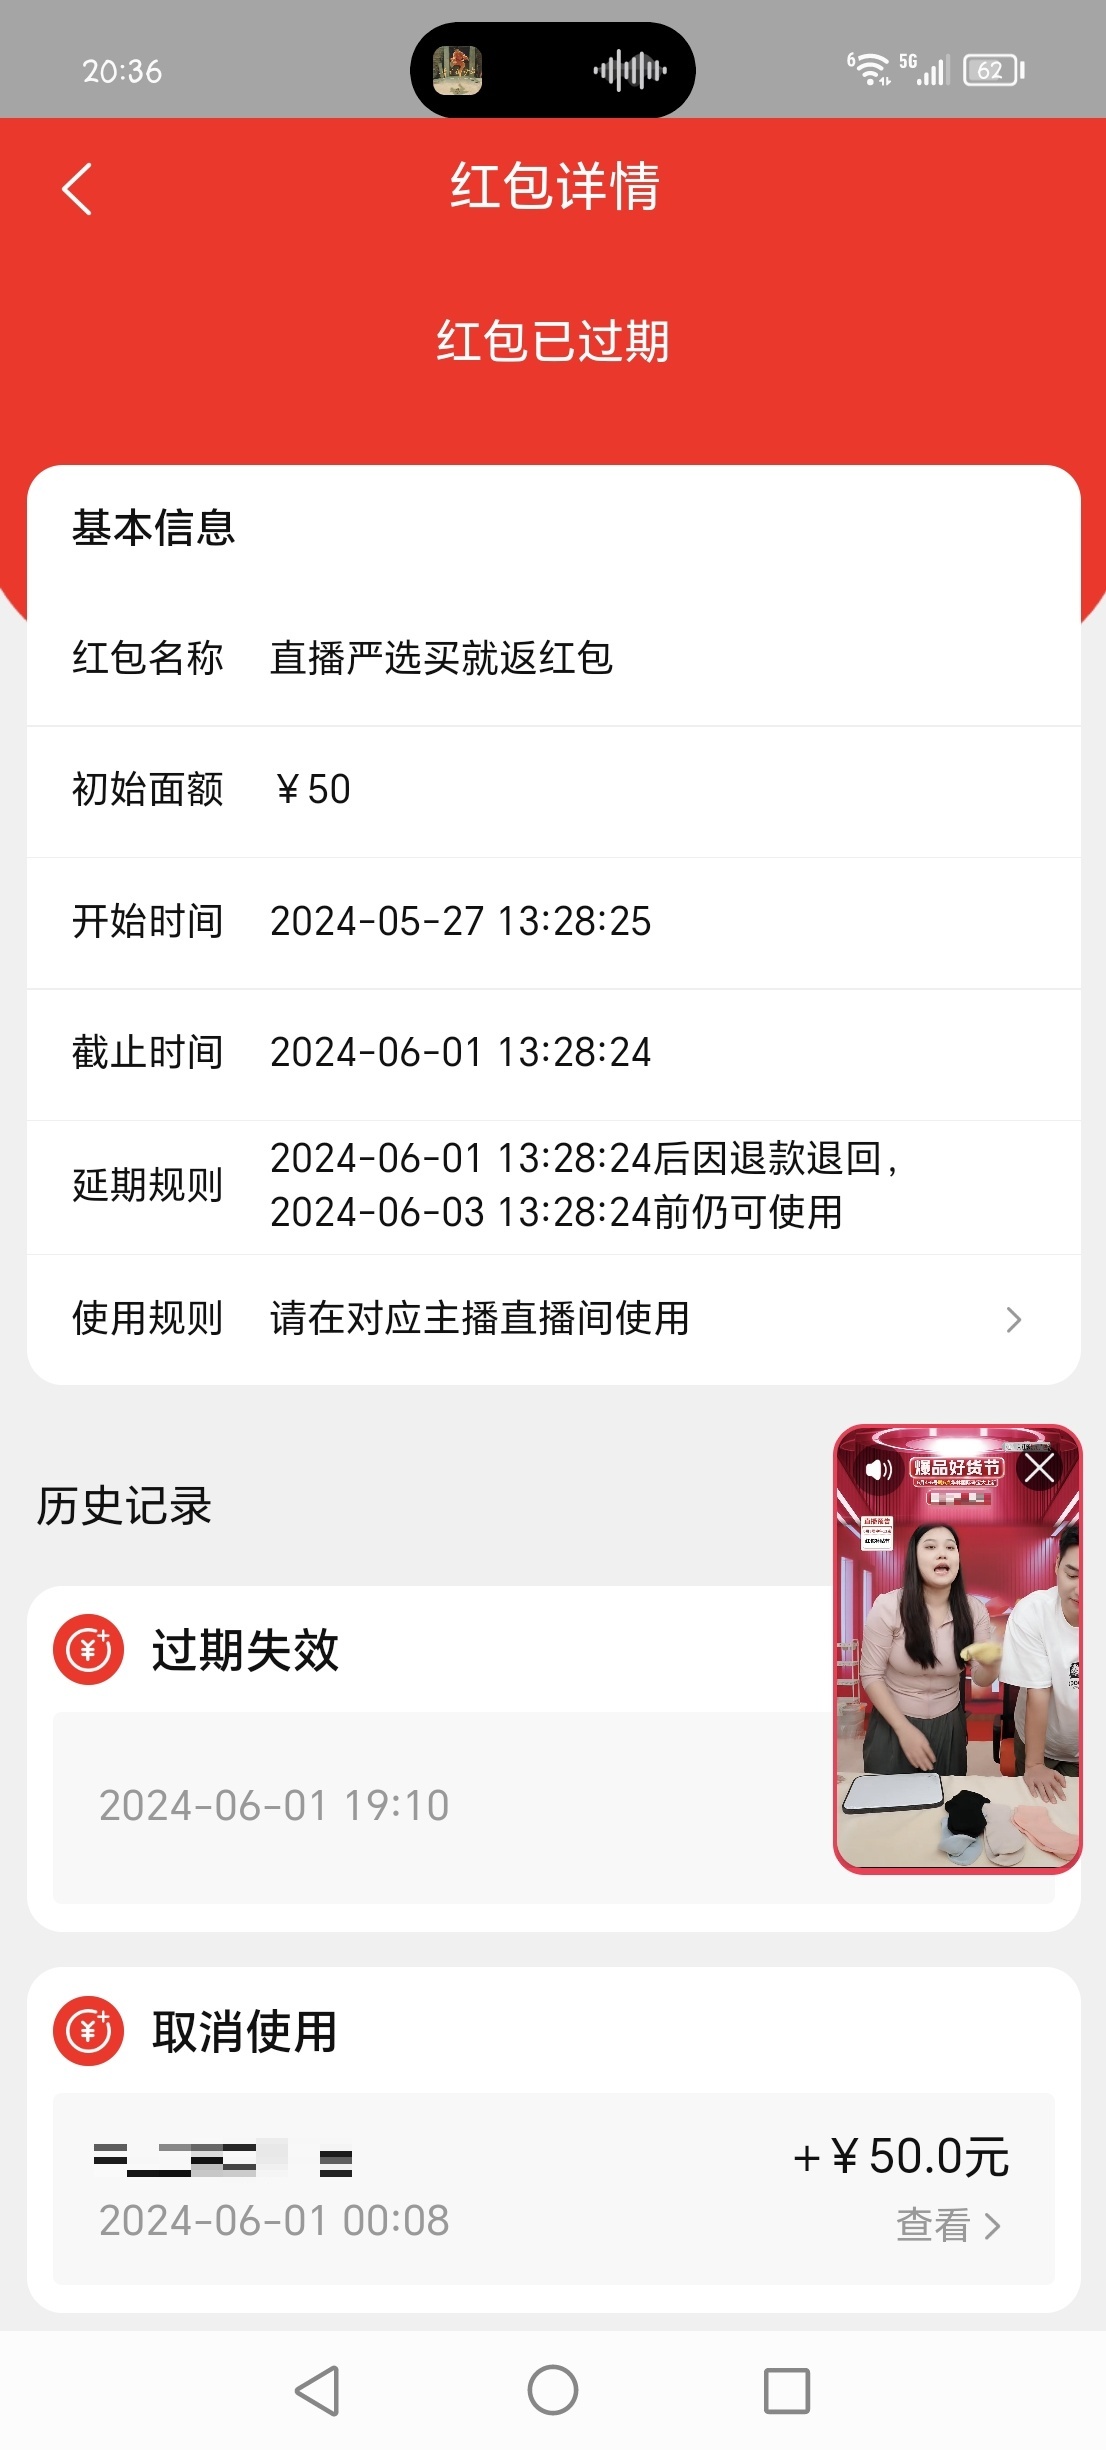 20:36
6 5G 62
红包详情
红包已过期
基本信息
红包名称 直播严选买就返红包
初始面额 ￥50
开始时间 2024-05-27 13:28:25
截止时间 2024-06-01 13:28:24
延期规则 2024-06-01 13:28:24后因退款退回,
2024-06-03 13:28:24前仍可使用
使用规则 请在对应主播直播间使用
历史记录
爆品好货节
直播预告
过期失效
2024-06-01 19:10
取消使用
+￥50.0元
2024-06-01 00:08
查看